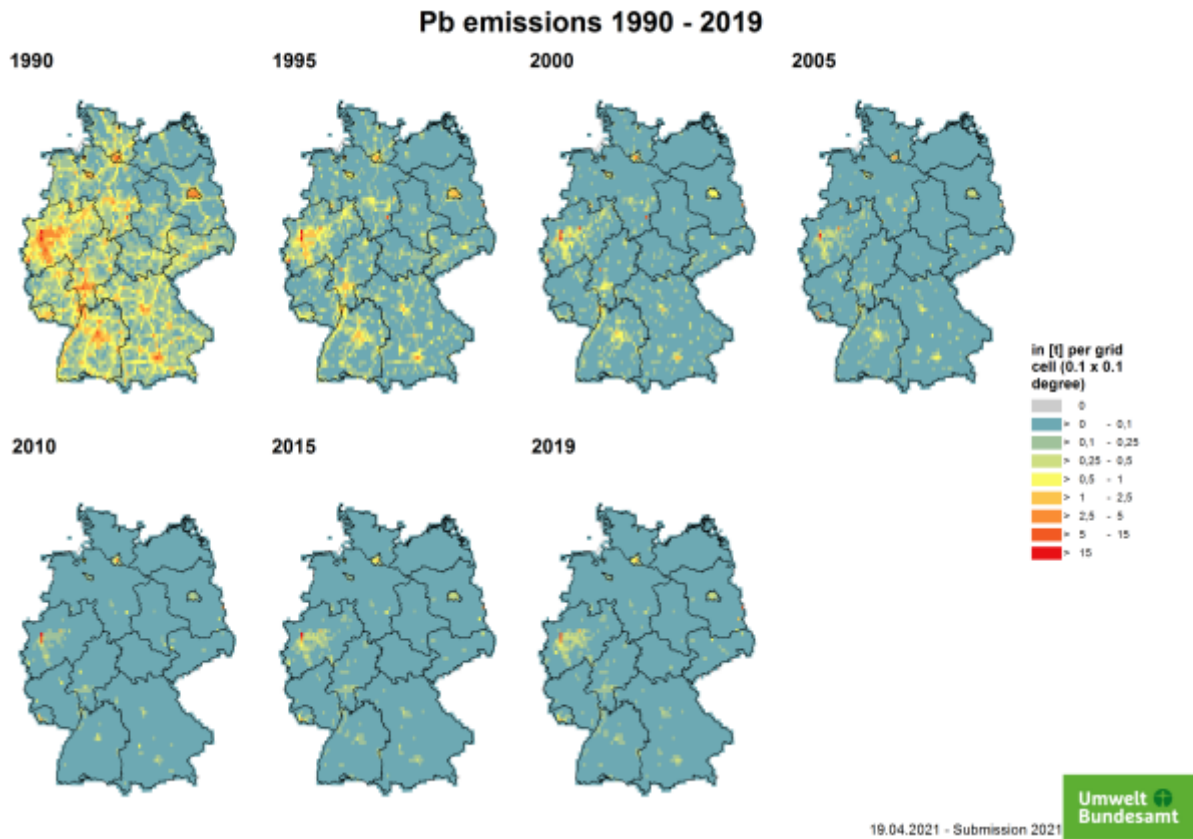 Pb emissions 1990 - 2019
1990
1995
2000
2005
2010
2015
2019
in [t] per grid
cell (0.1 x 0.1
degree)
0
> 0 - 0,1
> 0,1 - 0,25
> 0,25 - 0,5
> 0,5 - 1
> 1 - 2,5
> 2,5 - 5
> 5 - 15
> 15
Umwelt
Bundesamt
19.04.2021 - Submission 2021